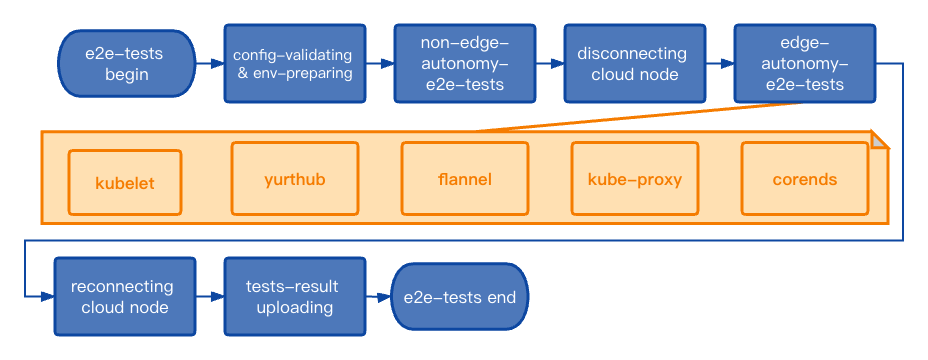 e2e-tests
begin
config-validating
& env-preparing
non-edge-
autonomy-
e2e-tests
disconnecting
cloud node
edge-
autonomy-
e2e-tests
kubelet
yurthub
flannel
kube-proxy
corends
reconnecting
cloud node
tests-result
uploading
e2e-tests end